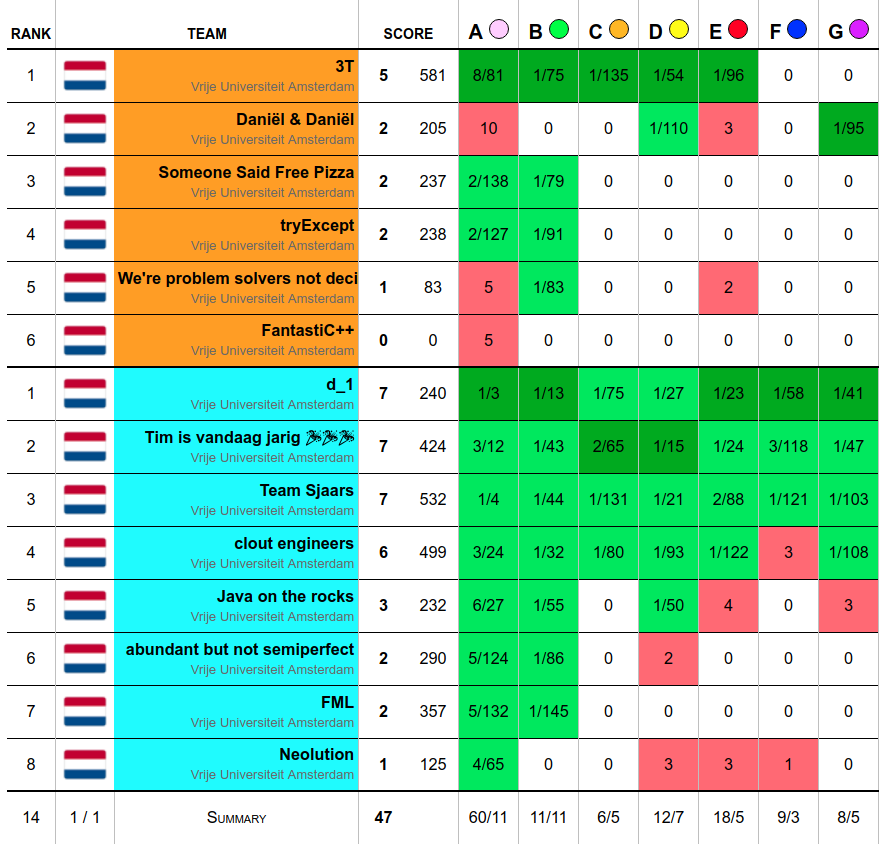 RANK TEAM SCORE A B C D E F G
1 3T 5 581 8/81 1/75 1/135 1/54 1/96 0 0
Vrije Universiteit Amsterdam
2 Daniël & Daniël 2 205 10 0 0 1/110 3 0 1/95
Vrije Universiteit Amsterdam
3 Someone Said Free Pizza 2 237 2/138 1/79 0 0 0 0 0
Vrije Universiteit Amsterdam
4 tryExcept 2 238 2/127 1/91 0 0 0 0 0
Vrije Universiteit Amsterdam
5 We're problem solvers not deci 1 83 5 1/83 0 0 2 0 0
Vrije Universiteit Amsterdam
6 FantastiC++ 0 0 5 0 0 0 0 0 0
Vrije Universiteit Amsterdam
1 d_1 7 240 1/3 1/13 1/75 1/27 1/23 1/58 1/41
Vrije Universiteit Amsterdam
2 Tim is vandaag jarig 🎉🎉🎉 7 424 3/12 1/43 2/65 1/15 1/24 3/118 1/47
Vrije Universiteit Amsterdam
3 Team Sjaars 7 532 1/4 1/44 1/131 1/21 2/88 1/121 1/103
Vrije Universiteit Amsterdam
4 clout engineers 6 499 3/24 1/32 1/80 1/93 1/122 3 1/108
Vrije Universiteit Amsterdam
5 Java on the rocks 3 232 6/27 1/55 0 1/50 4 0 3
Vrije Universiteit Amsterdam
6 abundant but not semiperfect 2 290 5/124 1/86 0 2 0 0 0
Vrije Universiteit Amsterdam
7 FML 2 357 5/132 1/145 0 0 0 0 0
Vrije Universiteit Amsterdam
8 Neolution 1 125 4/65 0 0 3 3 1 0
Vrije Universiteit Amsterdam
14 1 / 1 Summary 47 60/11 11/11 6/5 12/7 18/5 9/3 8/5